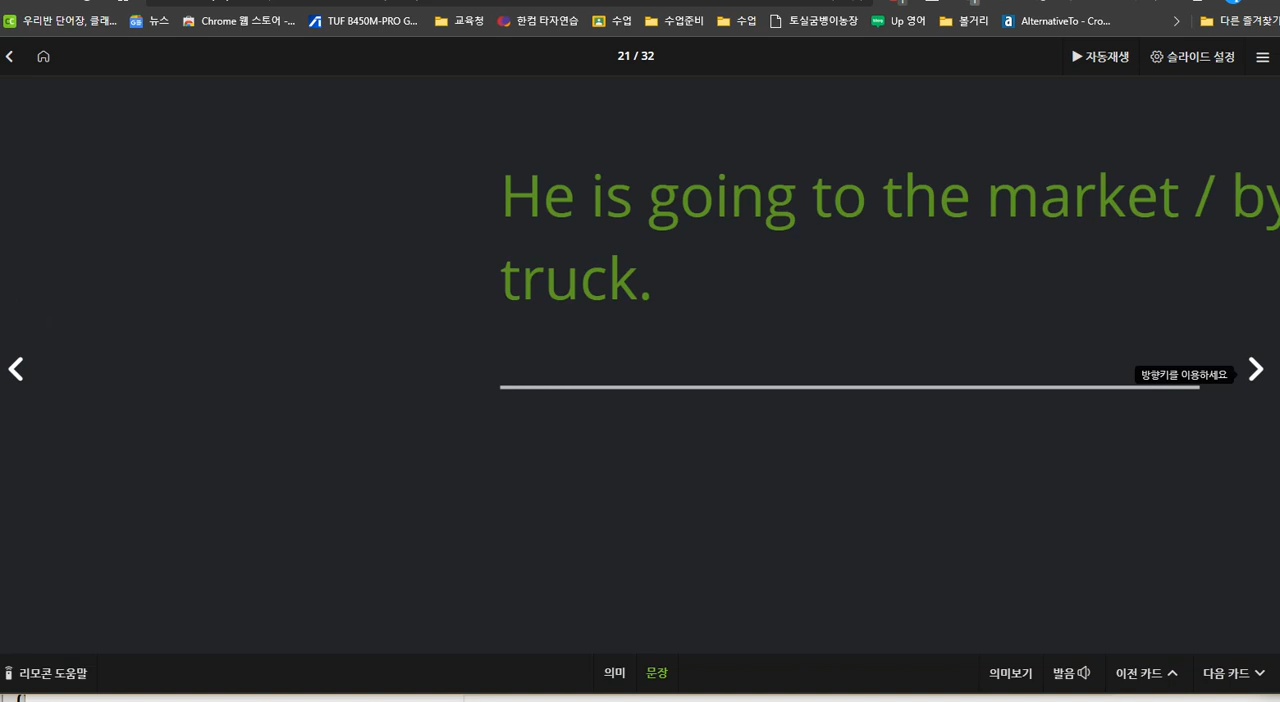 우리반 단어장, 클래... 뉴스 Chrome 웹 스토어 -... TUF B450M-PRO G... 교육청 한컴 타자연습 수업 수업준비 수업 토실굼벵이농장 Up 영어 볼거리 AlternativeTo - Cro... 다른 즐겨찾기
21 / 32 자동재생 슬라이드 설정
He is going to the market / by
truck.
방향키를 이용하세요
리모콘 도움말 의미 문장 의미보기 발음 이전 카드 다음 카드